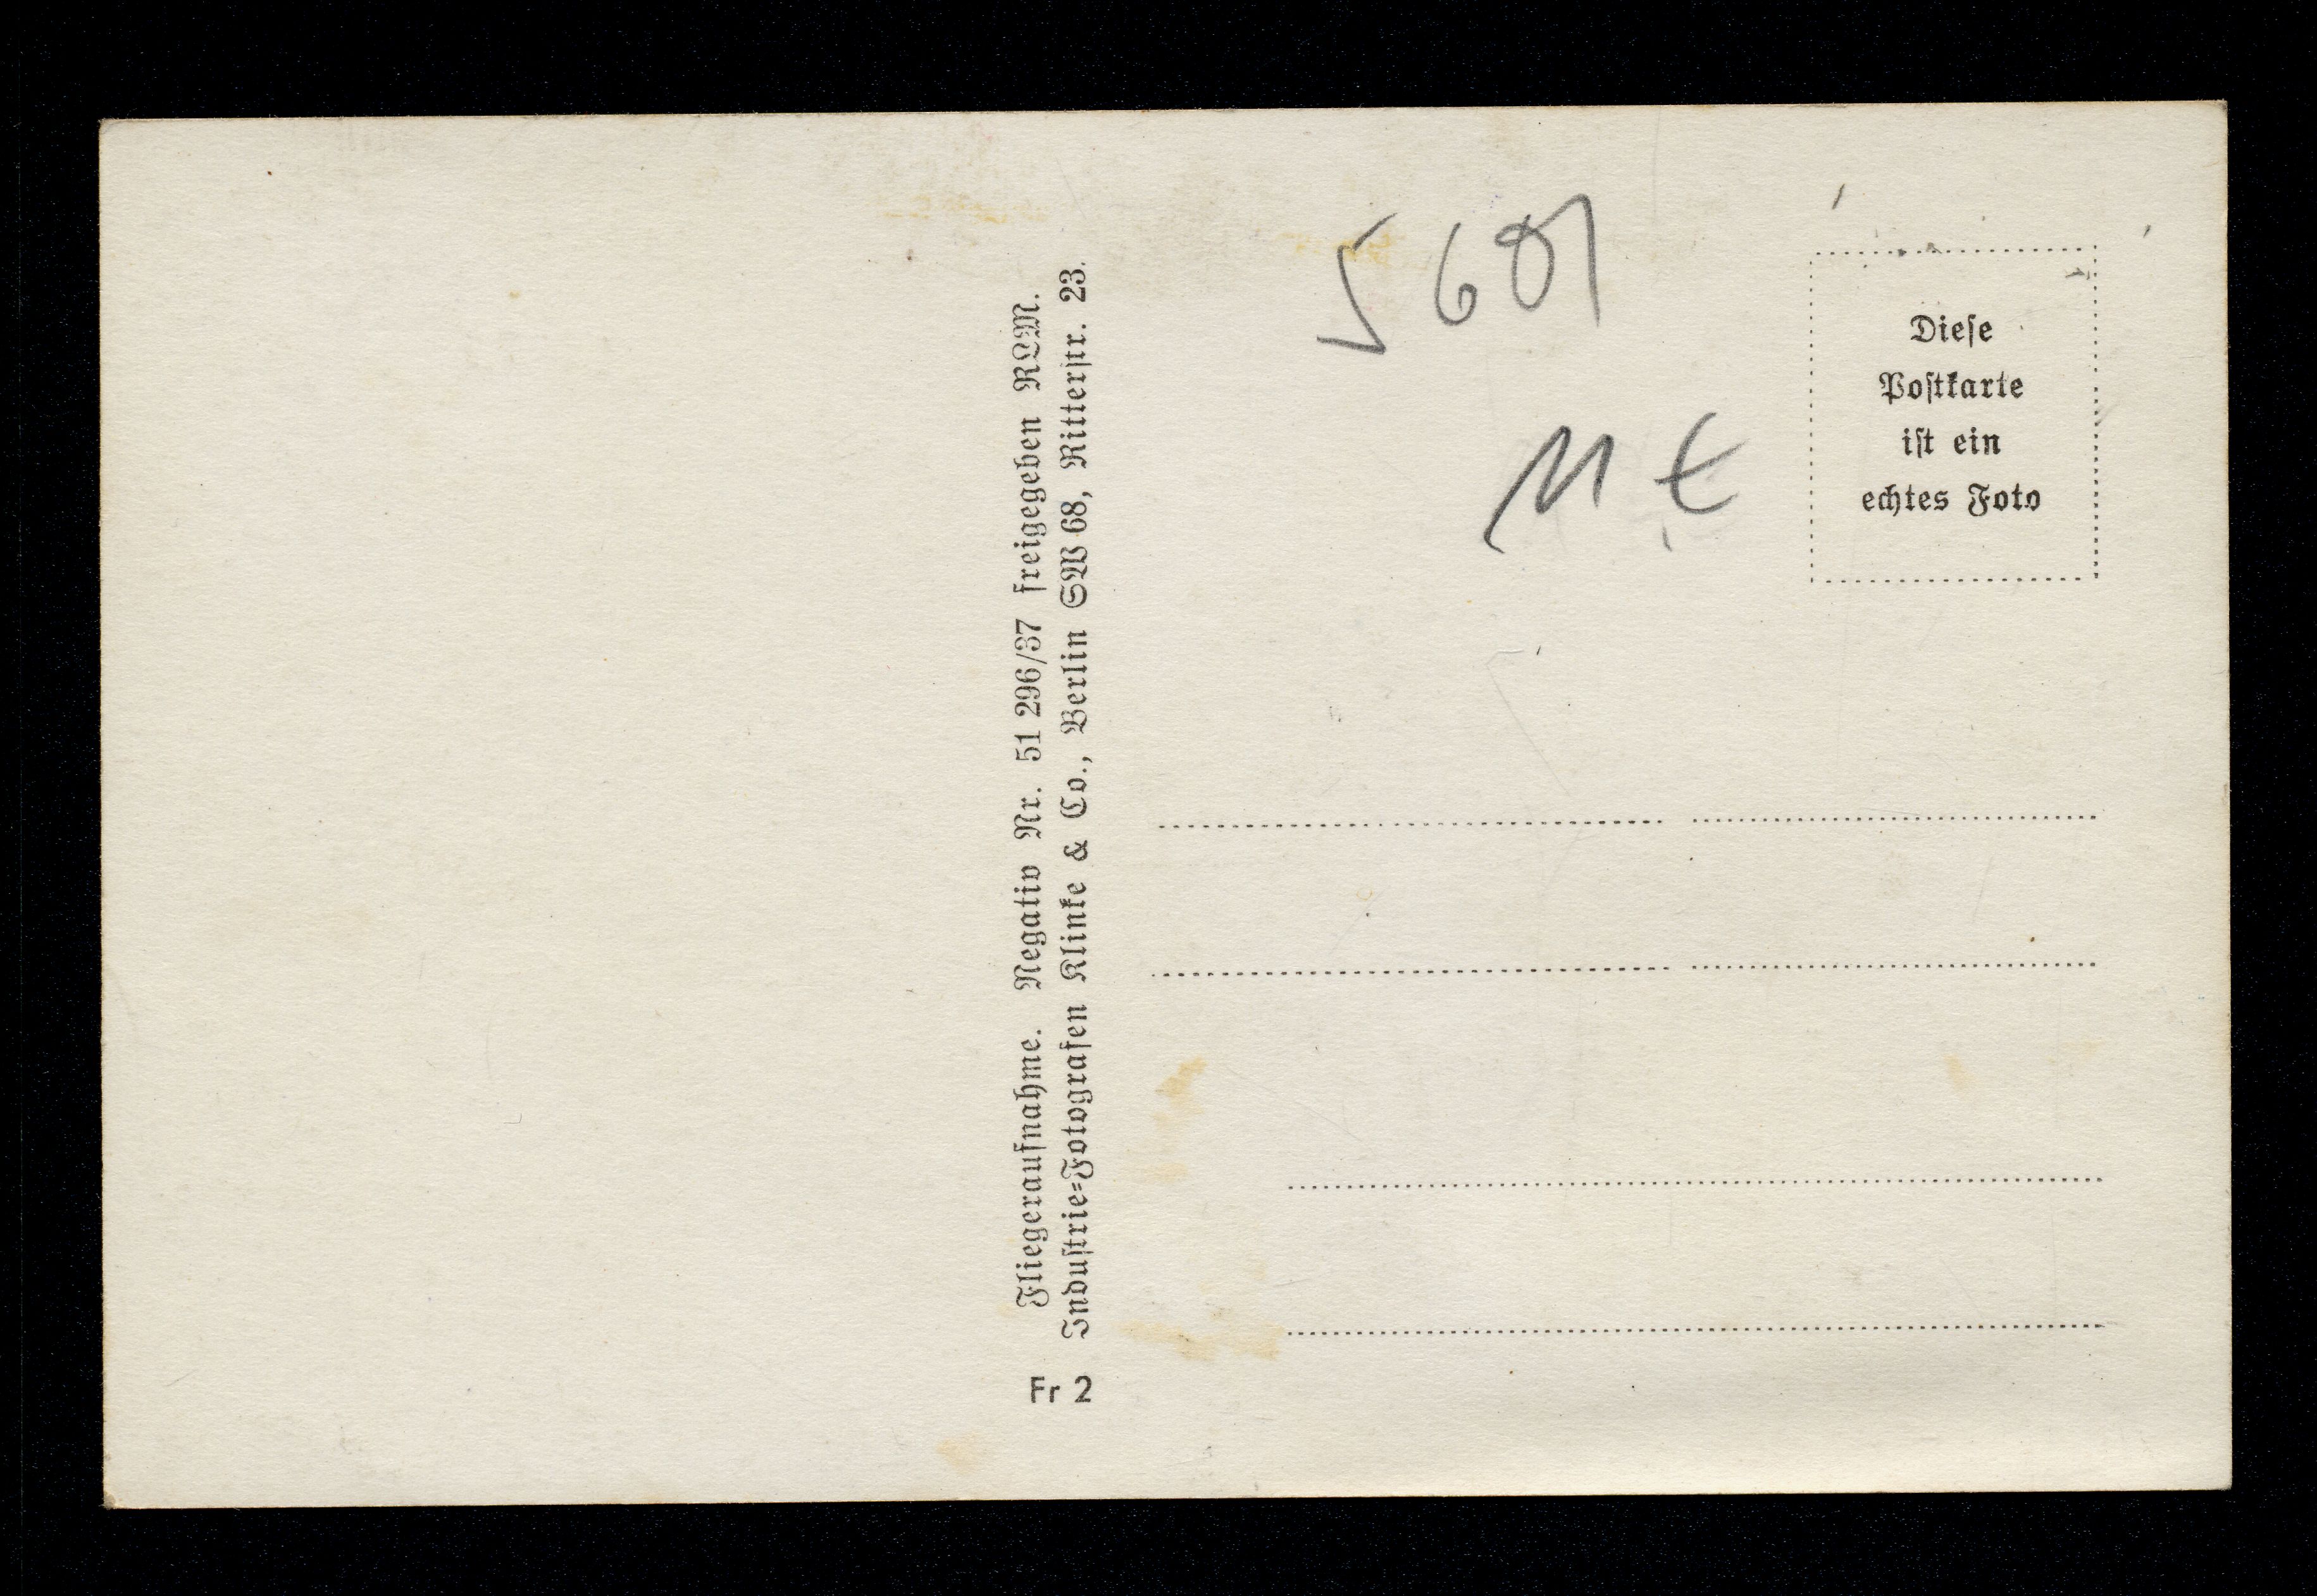 Fliegeraufnahme. Negativ Nr. 51 296/37 freigegeben RLM.
Induſtrie=Fotografen Klinke & Co., Berlin SW 68, Ritterſtr. 23.
Fr 2
5601
M €
Dieſe
Poſtkarte
iſt ein
echtes Foto